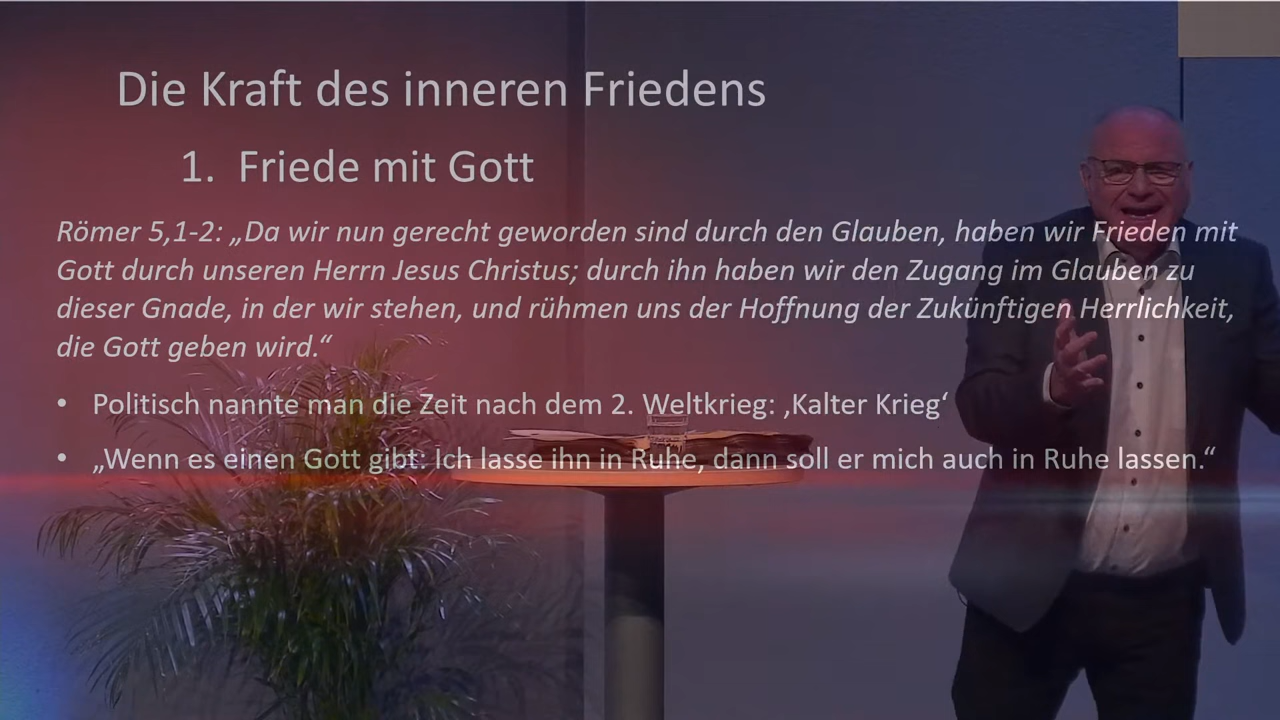 Die Kraft des inneren Friedens
1. Friede mit Gott
Römer 5,1-2: „Da wir nun gerecht geworden sind durch den Glauben, haben wir Frieden mit
Gott durch unseren Herrn Jesus Christus; durch ihn haben wir den Zugang im Glauben zu
dieser Gnade, in der wir stehen, und rühmen uns der Hoffnung der Zukünftigen Herrlichkeit,
die Gott geben wird.“
• Politisch nannte man die Zeit nach dem 2. Weltkrieg: ‚Kalter Krieg‘
• „Wenn es einen Gott gibt: Ich lasse ihn in Ruhe, dann soll er mich auch in Ruhe lassen.“